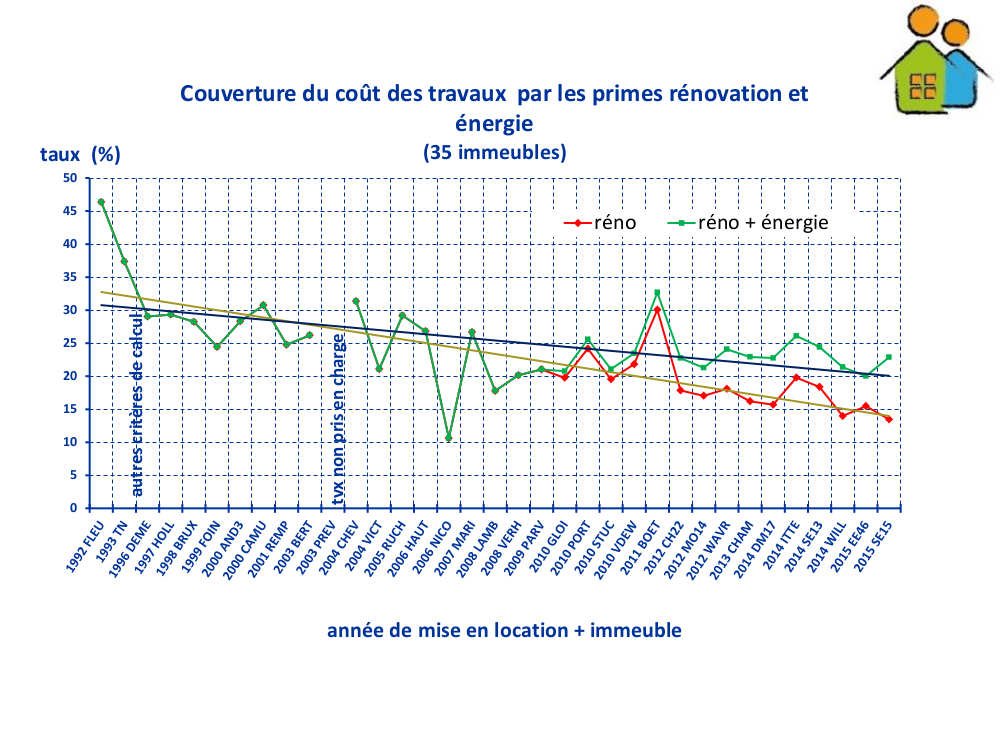 Couverture du coût des travaux par les primes rénovation et
énergie
(35 immeubles)
taux (%)
réno
réno + énergie
50
45
40
35
30
25
20
15
10
5
0
autres critères de calcul
tvx non pris en charge
1992 FLEU
1993 TN
1996 DEME
1997 HOLL
1998 BRUX
1999 FOIN
2000 AND3
2000 CAMU
2001 REMP
2003 BERT
2003 PREV
2004 CHEV
2004 VICT
2005 RUCH
2006 HAUT
2006 NICO
2007 MARI
2008 LAMB
2008 VERH
2009 PARV
2010 GLOI
2010 PORT
2010 STUC
2010 VDEW
2011 BOET
2012 CH22
2012 MO14
2012 WAVR
2013 CHAM
2014 DM17
2014 JTTE
2014 SE13
2014 WILL
2015 EE46
2015 SE15
année de mise en location + immeuble